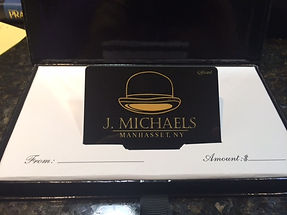 J. MICHAELS
MANHASSET, NY
From:
Amount:$